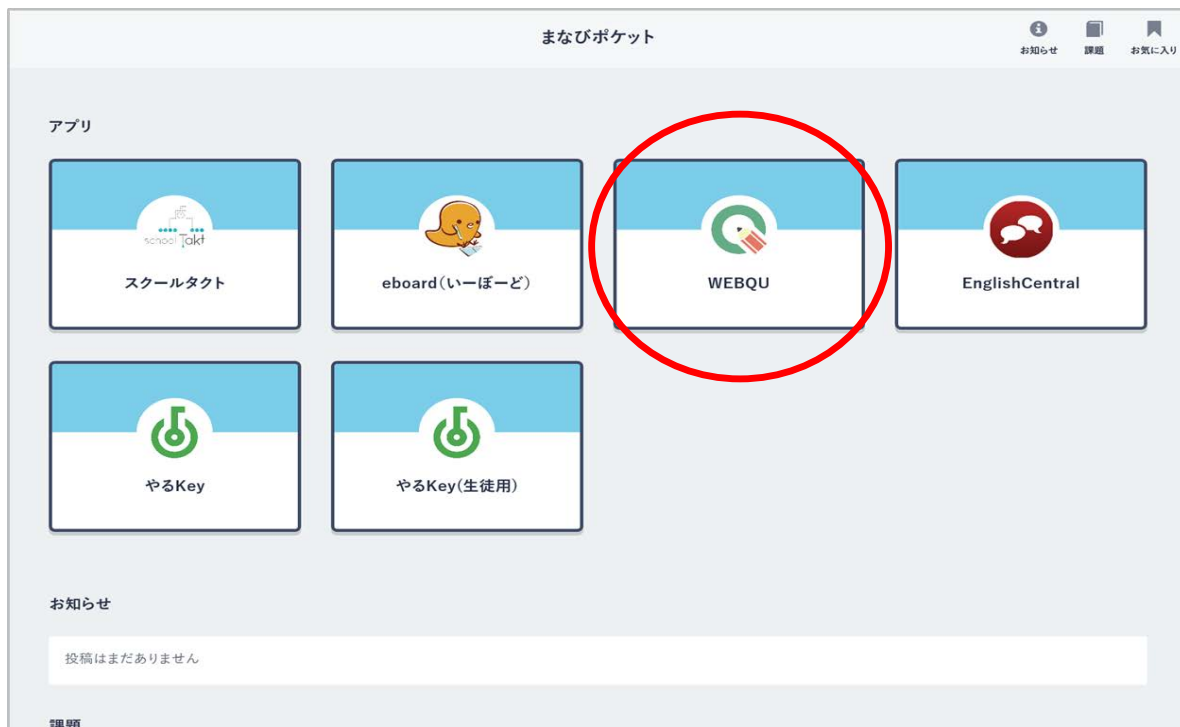 まなびポケット
お知らせ
課題
お気に入り
アプリ
school Takt
スクールタクト
eboard(いーぼーど)
WEBQU
EnglishCentral
やるKey
やるKey(生徒用)
お知らせ
投稿はまだありません
課題